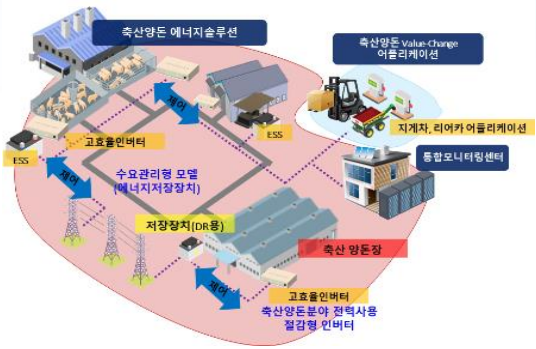 축산양돈 에너지솔루션
축산양돈 Value-Change
어플리케이션
제어
고효율인버터
ESS
ESS
지게차, 리어카 어플리케이션
통합모니터링센터
수요관리형 모델
(에너지저장장치)
제어
저장장치(DR용)
축산 양돈장
제어
고효율인버터
축산양돈분야 전력사용
절감형 인버터